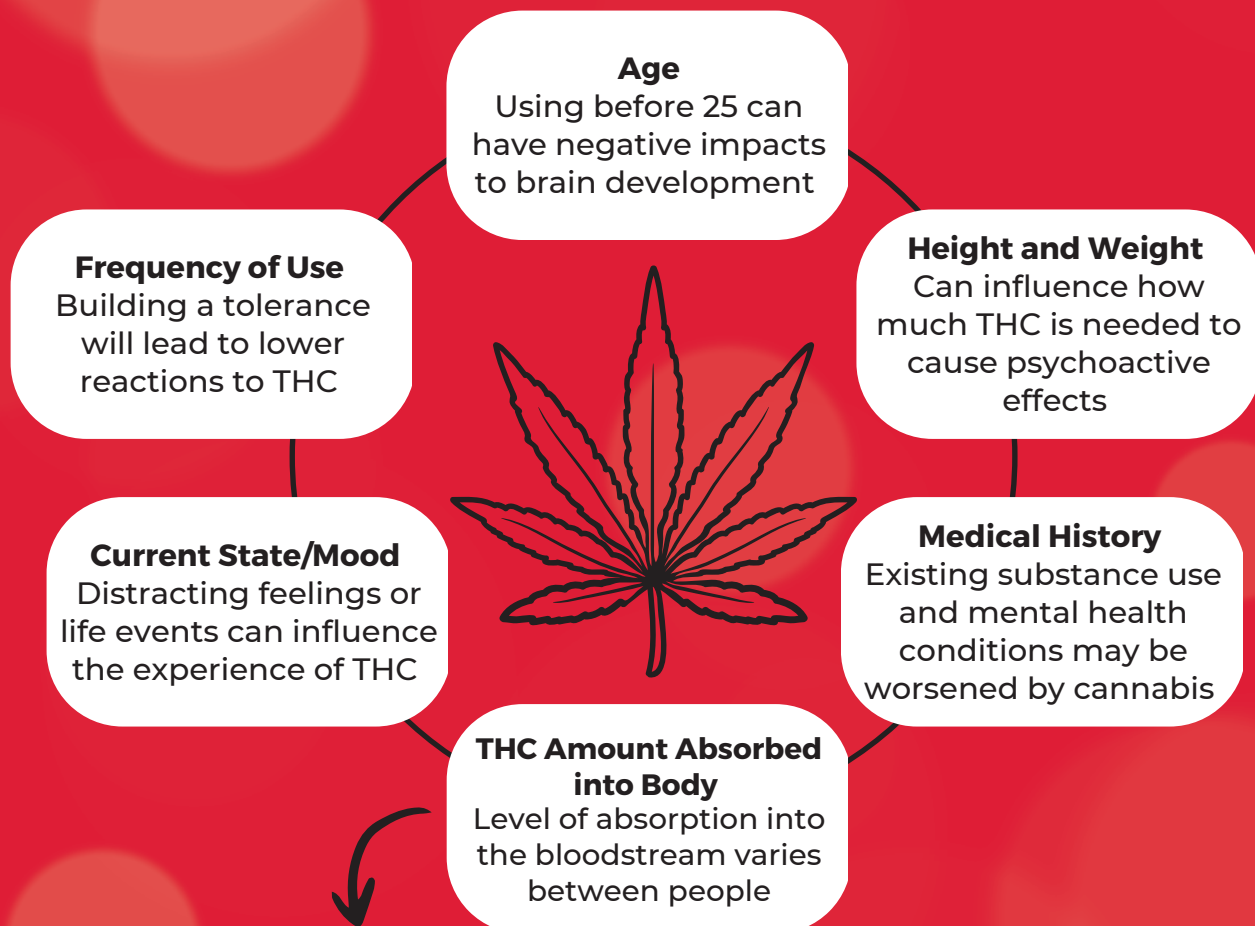 Age
Using before 25 can
have negative impacts
to brain development
Height and Weight
Can influence how
much THC is needed to
cause psychoactive
effects
Medical History
Existing substance use
and mental health
conditions may be
worsened by cannabis
THC Amount Absorbed
into Body
Level of absorption into
the bloodstream varies
between people
Current State/Mood
Distracting feelings or
life events can influence
the experience of THC
Frequency of Use
Building a tolerance
will lead to lower
reactions to THC